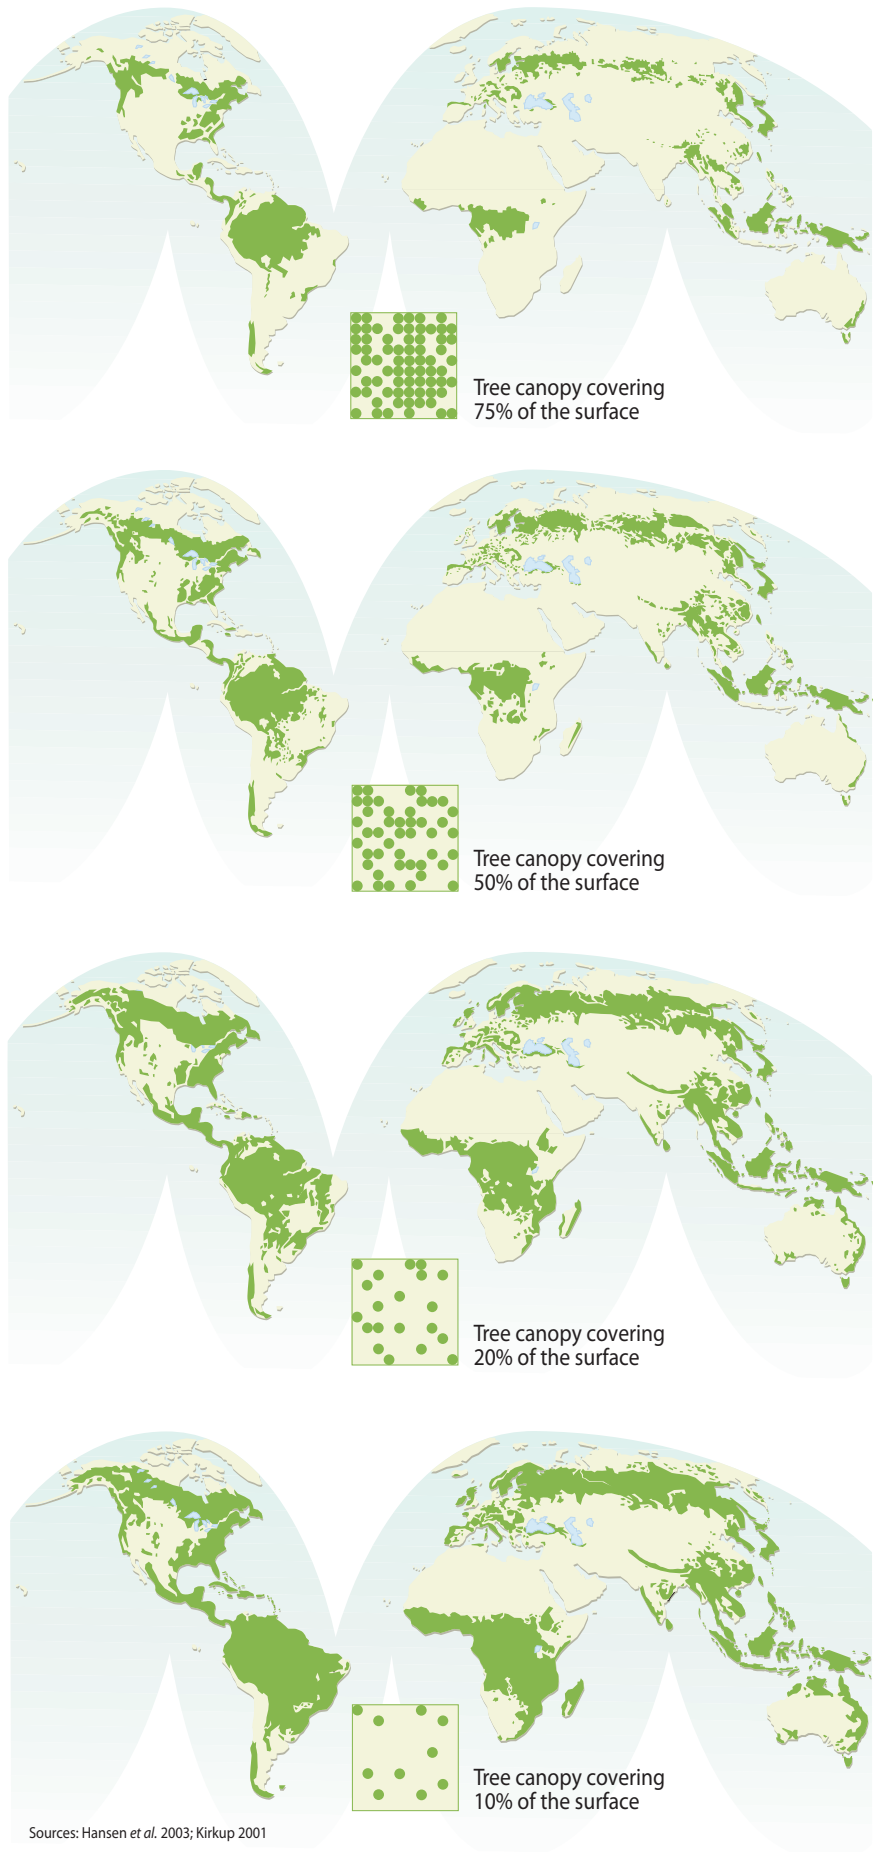 Tree canopy covering
75% of the surface
Tree canopy covering
50% of the surface
Tree canopy covering
20% of the surface
Tree canopy covering
10% of the surface
Sources: Hansen et al. 2003; Kirkup 2001